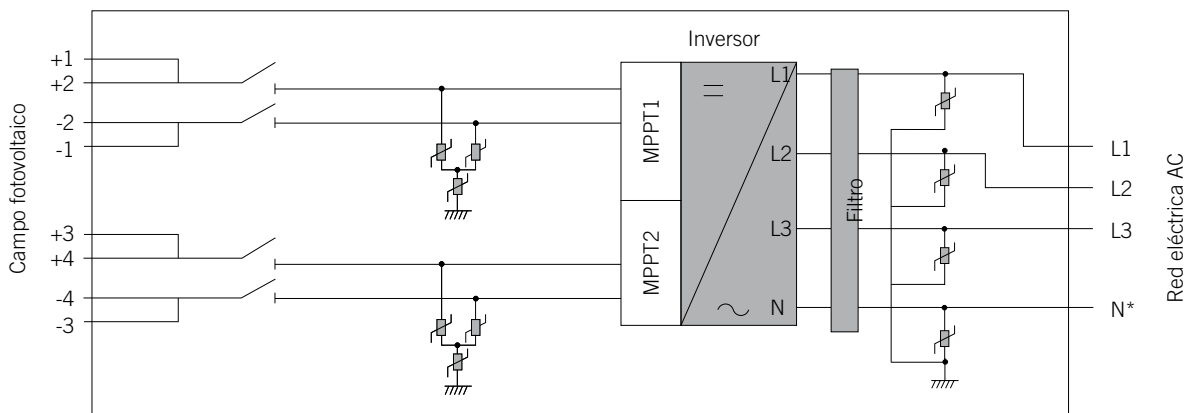 Campo fotovoltaico
+1
+2
-2
-1
+3
+4
-4
-3
Inversor
MPPT1
MPPT2
L1
L2
L3
N
Filtro
L1
L2
L3
N*
Red eléctrica AC